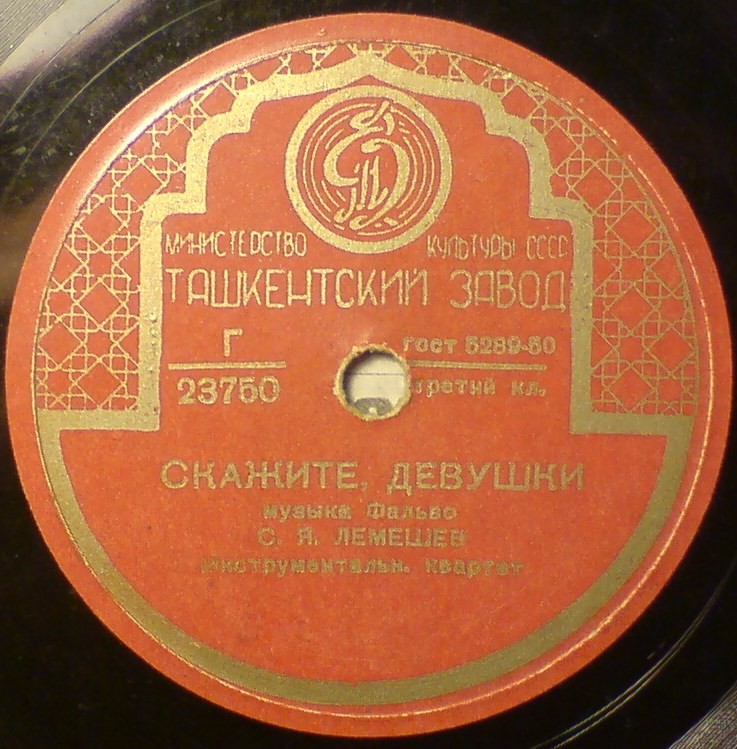 МИНИСТЕРСТВО КУЛЬТУРЫ СССР
ТАШКЕНТСКИЙ ЗАВОД
Г
23750
ГОСТ 5289-50
третий кл.
СКАЖИТЕ, ДЕВУШКИ
музыка Фальво
С. Я. ЛЕМЕШЕВ
Инструментальн. квартет